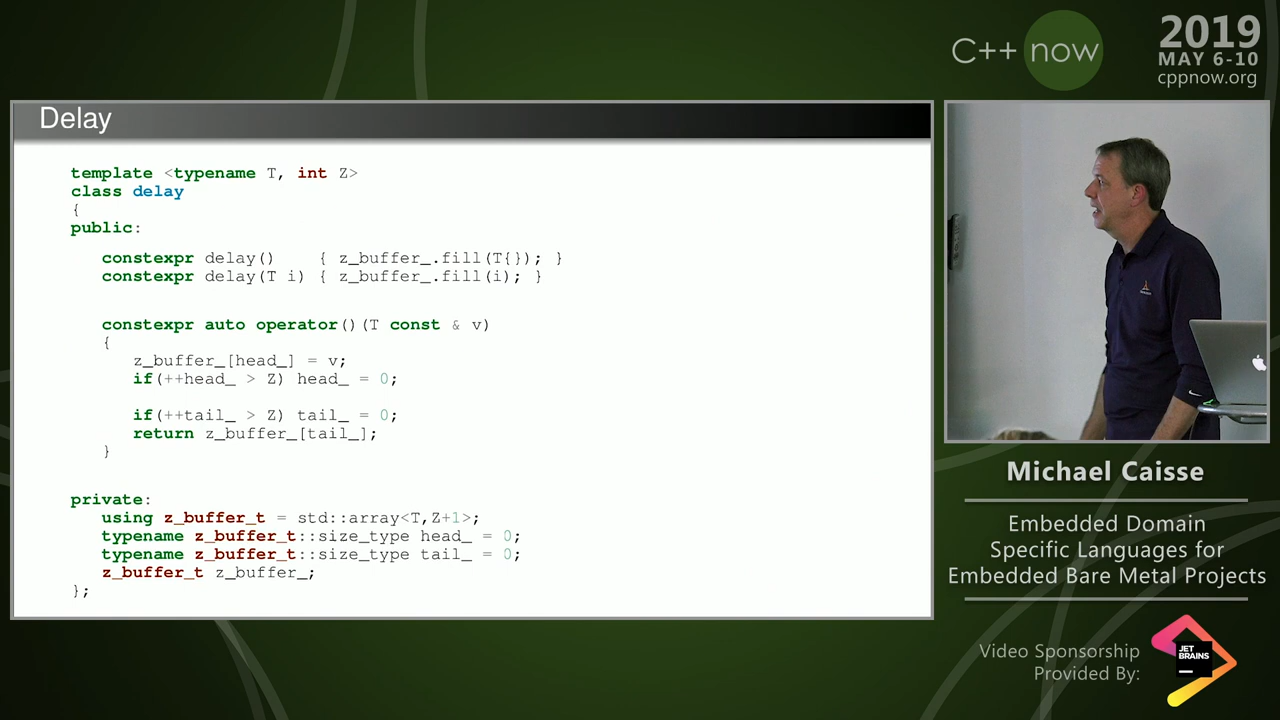 C++ now
2019
MAY 6-10
cppnow.org
Delay
template <typename T, int Z>
class delay
{
public:
constexpr delay() { z_buffer_.fill(T{}); }
constexpr delay(T i) { z_buffer_.fill(i); }
constexpr auto operator()(T const & v)
{
z_buffer_[head_] = v;
if(++head_ > Z) head_ = 0;
if(++tail_ > Z) tail_ = 0;
return z_buffer_[tail_];
}
private:
using z_buffer_t = std::array<T,Z+1>;
typename z_buffer_t::size_type head_ = 0;
typename z_buffer_t::size_type tail_ = 0;
z_buffer_t z_buffer_;
};
Michael Caisse
Embedded Domain
Specific Languages for
Embedded Bare Metal Projects
Video Sponsorship
Provided By:
JET
BRAINS